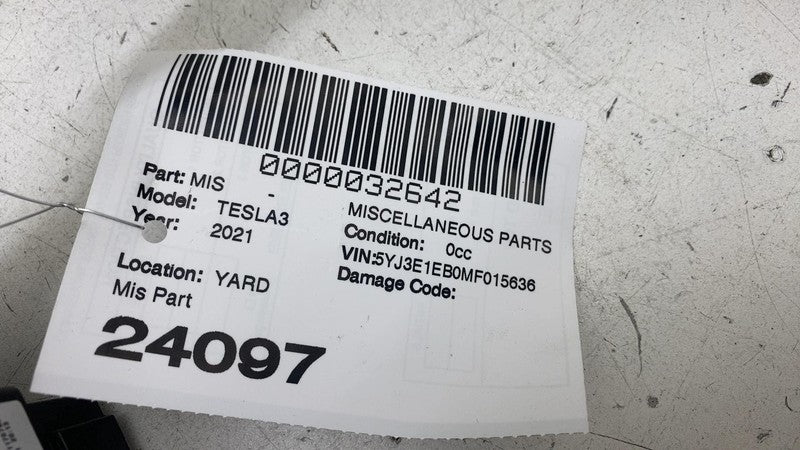 0000032642
Part: MIS - MISCELLANEOUS PARTS
Model: TESLA3 Condition: 0cc
Year: 2021 VIN:5YJ3E1EB0MF015636
Damage Code:
Location: YARD
Mis Part
24097